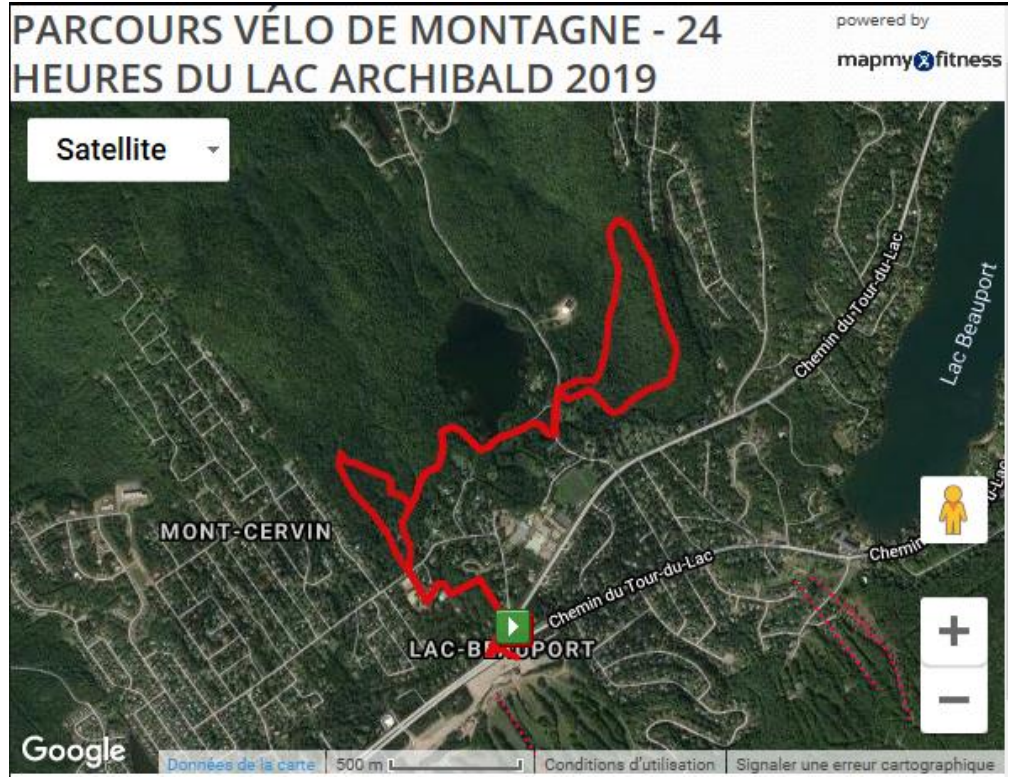 PARCOURS VÉLO DE MONTAGNE - 24
HEURES DU LAC ARCHIBALD 2019
powered by
mapmyfitness
Satellite
Chemin du Tour-du-Lac
Lac Beauport
MONT-CERVIN
Chemin du Tour-du-Lac
Chemin
u-Lac
LAC-BEAUPORT
Google
Données de la carte
500 m
Conditions d'utilisation
Signaler une erreur cartographique